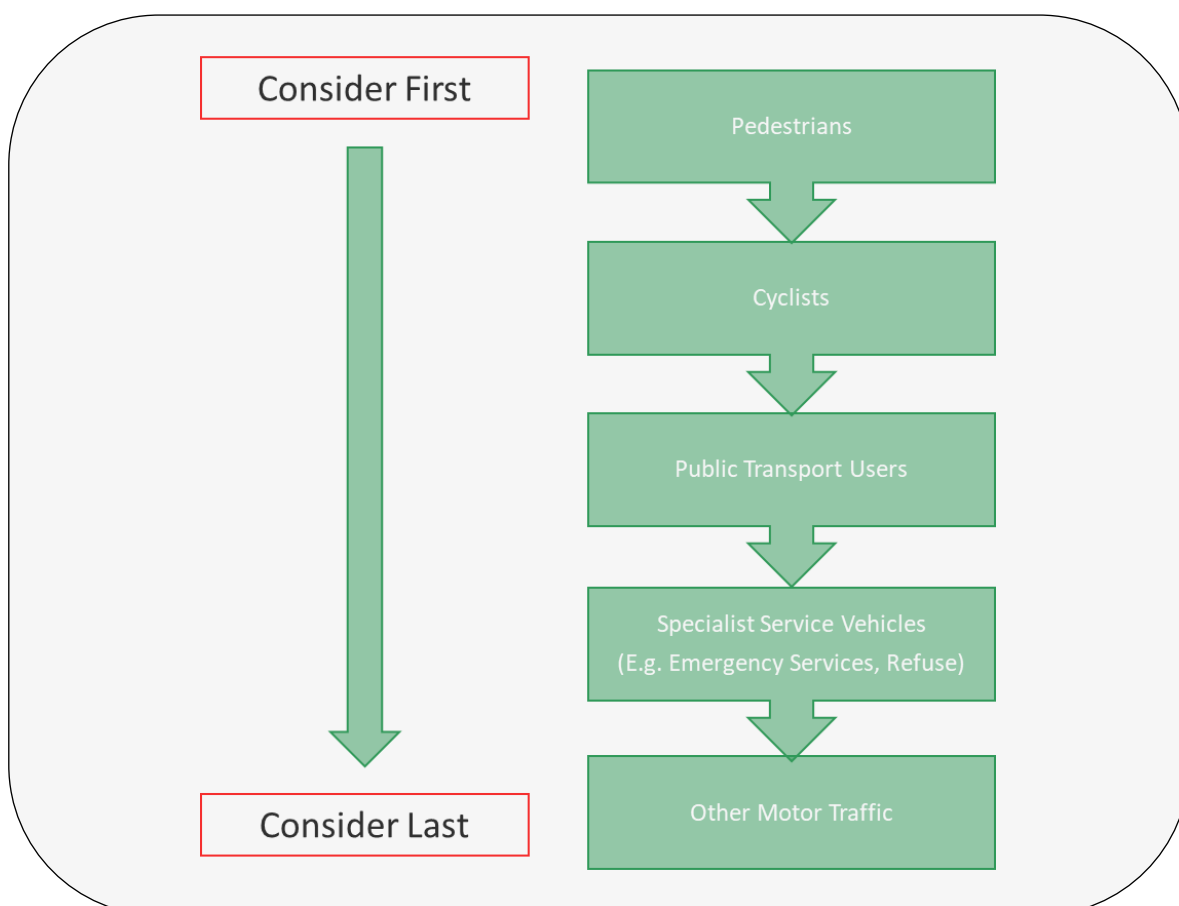 Consider First
Pedestrians
Cyclists
Public Transport Users
Specialist Service Vehicles
(E.g. Emergency Services, Refuse)
Consider Last
Other Motor Traffic